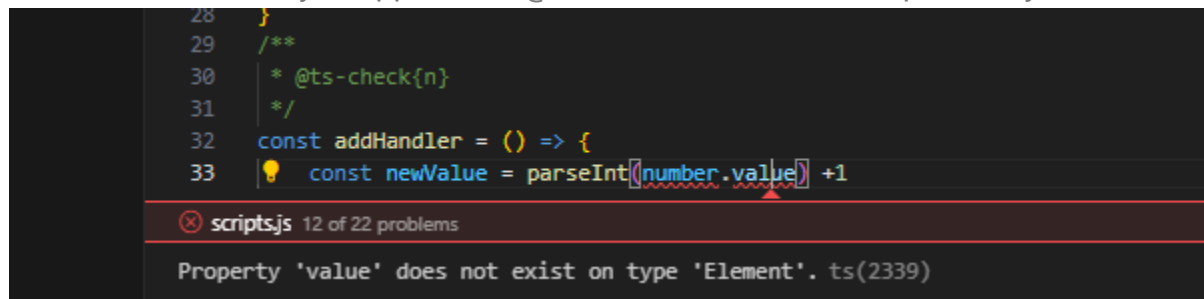 28 }
29 /**
30 * @ts-check{n}
31 */
32 const addHandler = () => {
33 const newValue = parseInt(number.value) +1
scripts.js 12 of 22 problems
Property 'value' does not exist on type 'Element'. ts(2339)